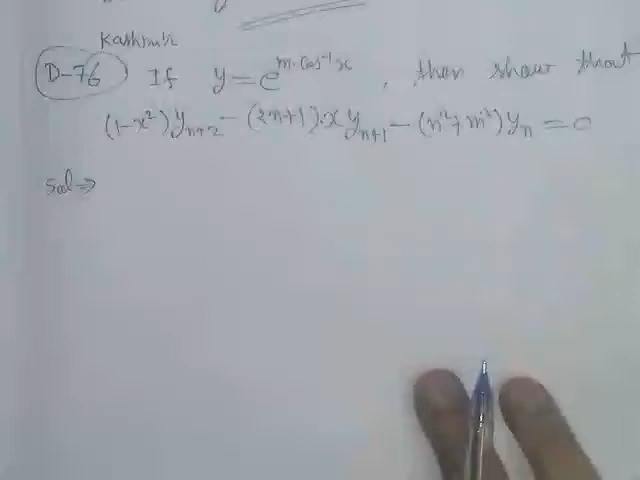 Kashmir
D-76 If y = e^{m.cos⁻¹x}, then show that
(1-x²)y_{n+2} - (2n+1).x y_{n+1} - (n²+m²)y_n = 0
Sol ⇒